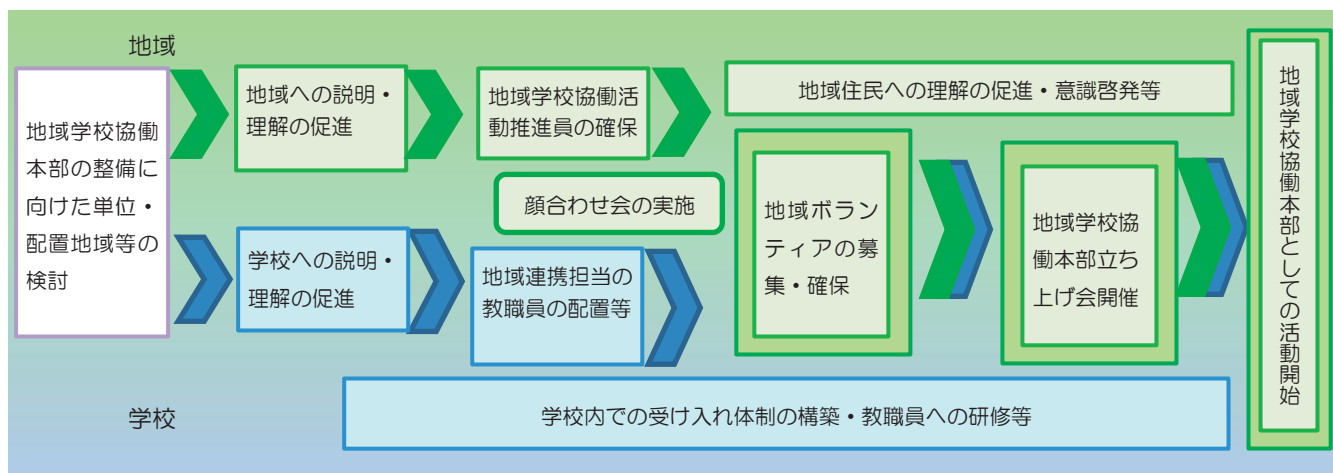 地域
地域学校協働
本部の整備に
向けた単位・
配置地域等の
検討
地域への説明・
理解の促進
地域学校協働活
動推進員の確保
地域住民への理解の促進・意識啓発等
顔合わせ会の実施
学校への説明・
理解の促進
地域連携担当の
教職員の配置等
地域ボラン
ティアの募
集・確保
地域学校協
働本部立ち
上げ会開催
地域学校協働本部としての活動開始
学校
学校内での受け入れ体制の構築・教職員への研修等